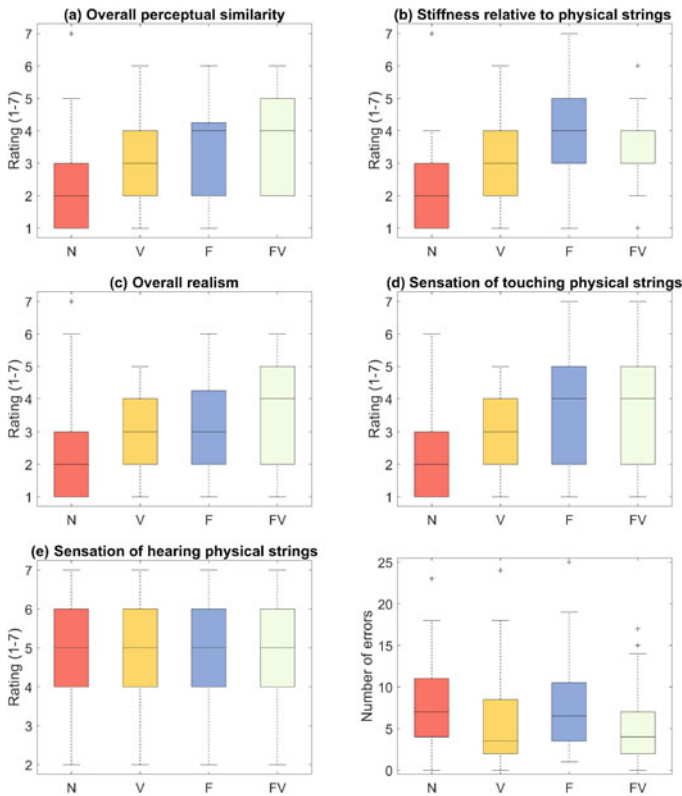 (a) Overall perceptual similarity
7
6
5
4
3
2
1
Rating (1-7)
N V F FV
(b) Stiffness relative to physical strings
7
6
5
4
3
2
1
Rating (1-7)
N V F FV
(c) Overall realism
7
6
5
4
3
2
1
Rating (1-7)
N V F FV
(d) Sensation of touching physical strings
7
6
5
4
3
2
1
Rating (1-7)
N V F FV
(e) Sensation of hearing physical strings
7
6
5
4
3
2
Rating (1-7)
N V F FV
25
20
15
10
5
0
Number of errors
N V F FV